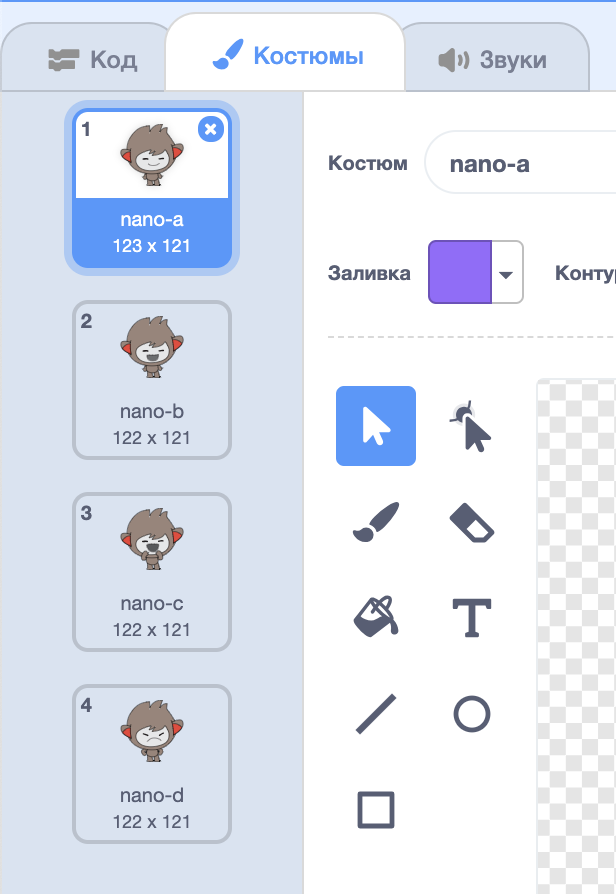 Код
Костюмы
Звуки
1
nano-a
123 x 121
2
nano-b
122 x 121
3
nano-c
122 x 121
4
nano-d
122 x 121
Костюм
nano-a
Заливка
Контур
T